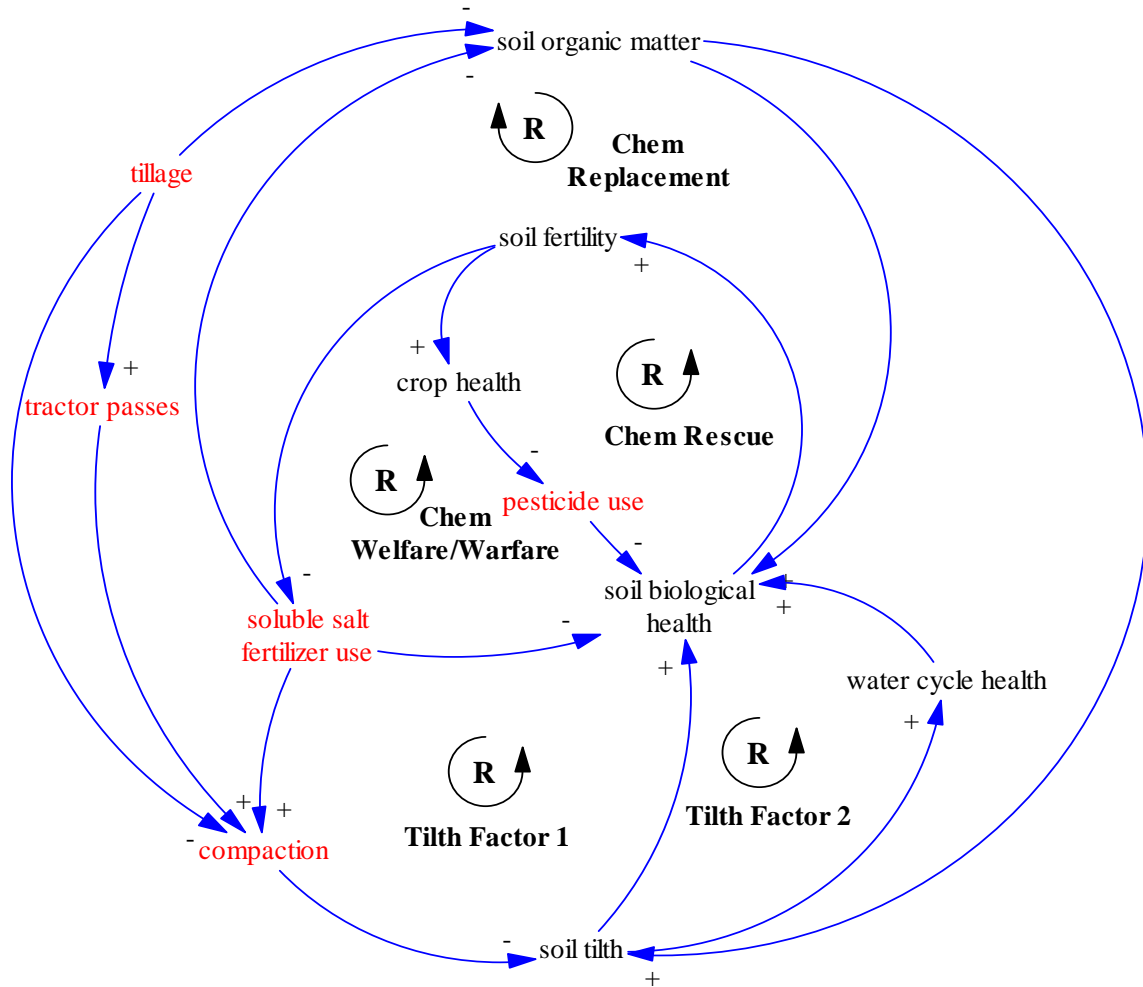 -
soil organic matter
-
R
Chem
Replacement
tillage
soil fertility
+
+
+
crop health
R
tractor passes
Chem Rescue
-
R
pesticide use
Chem
Welfare/Warfare
-
-
soil biological
health
+
+
soluble salt
fertilizer use
-
+
water cycle health
+
R
R
+
+
Tilth Factor 2
Tilth Factor 1
-
compaction
-
soil tilth
+